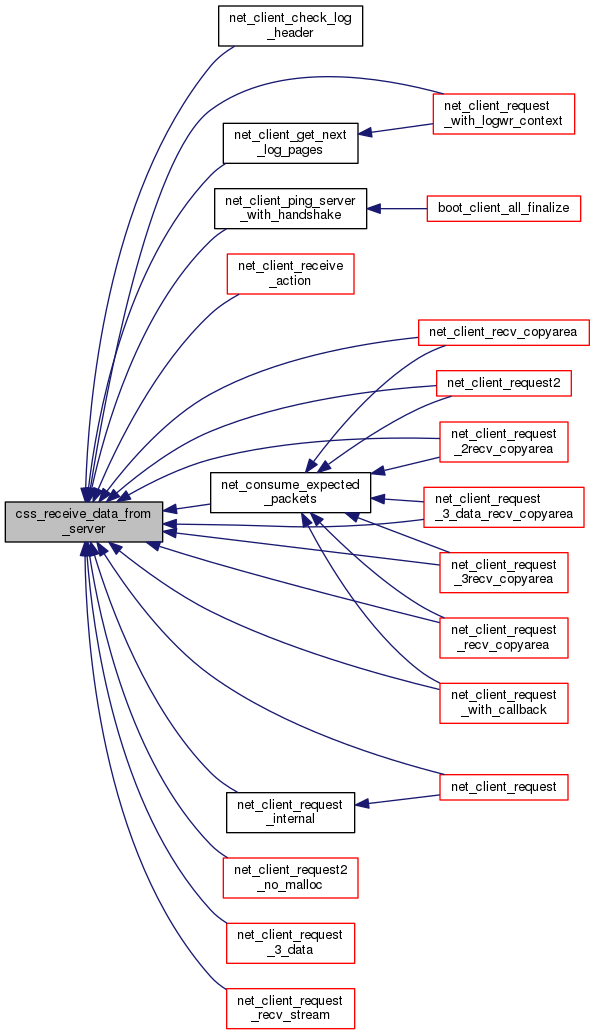 net_client_check_log
_header
net_client_request
_with_logwr_context
net_client_get_next
_log_pages
net_client_ping_server
_with_handshake
boot_client_all_finalize
net_client_receive
_action
net_client_recv_copyarea
net_client_request2
net_client_request
_2recv_copyarea
net_consume_expected
_packets
net_client_request
_3_data_recv_copyarea
css_receive_data_from
_server
net_client_request
_3recv_copyarea
net_client_request
_recv_copyarea
net_client_request
_with_callback
net_client_request
net_client_request
_internal
net_client_request2
_no_malloc
net_client_request
_3_data
net_client_request
_recv_stream